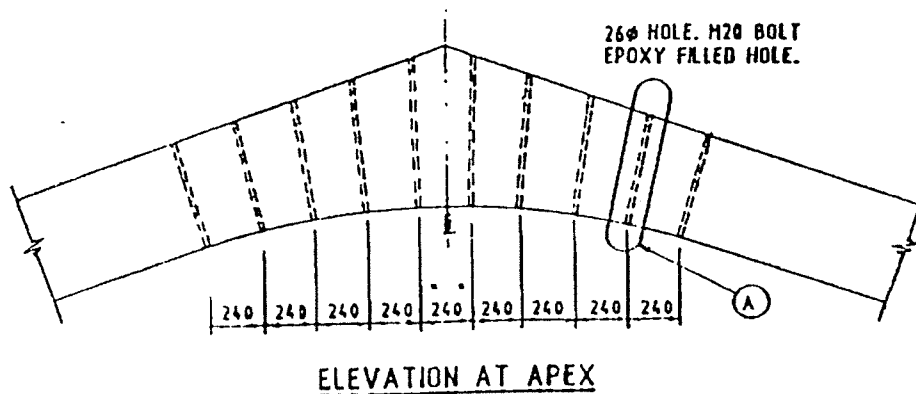 26ø HOLE. M20 BOLT
EPOXY FILLED HOLE.
240 240 240 240 240 240 240 240 240
A
ELEVATION AT APEX